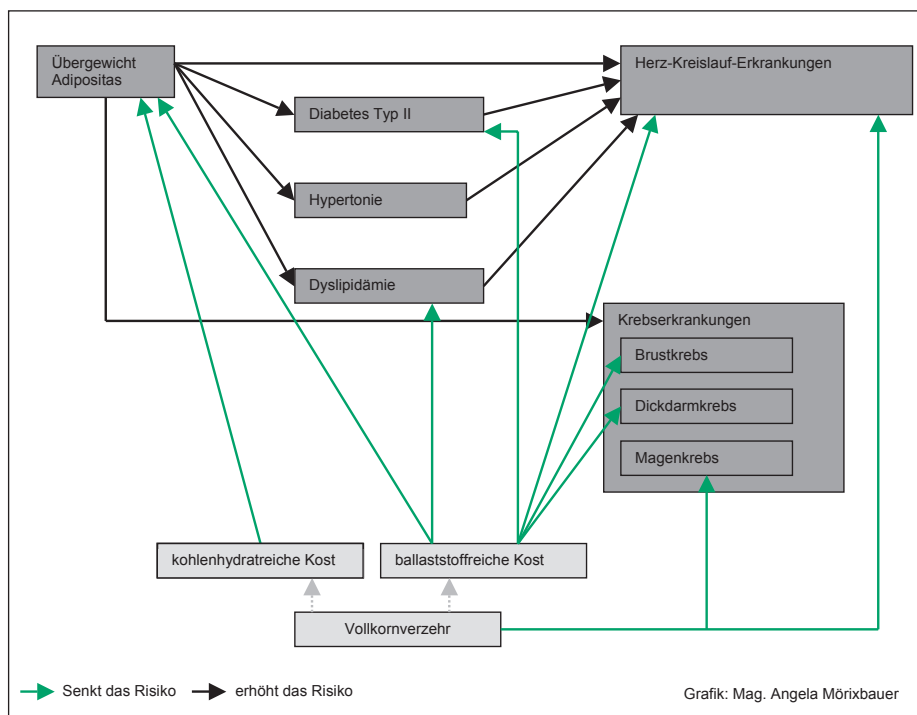 Übergewicht
Adipositas
Herz-Kreislauf-Erkrankungen
Diabetes Typ II
Hypertonie
Dyslipidämie
Krebserkrankungen
Brustkrebs
Dickdarmkrebs
Magenkrebs
kohlenhydratreiche Kost
ballaststoffreiche Kost
Vollkornverzehr
Senkt das Risiko
erhöht das Risiko
Grafik: Mag. Angela Mörixbauer